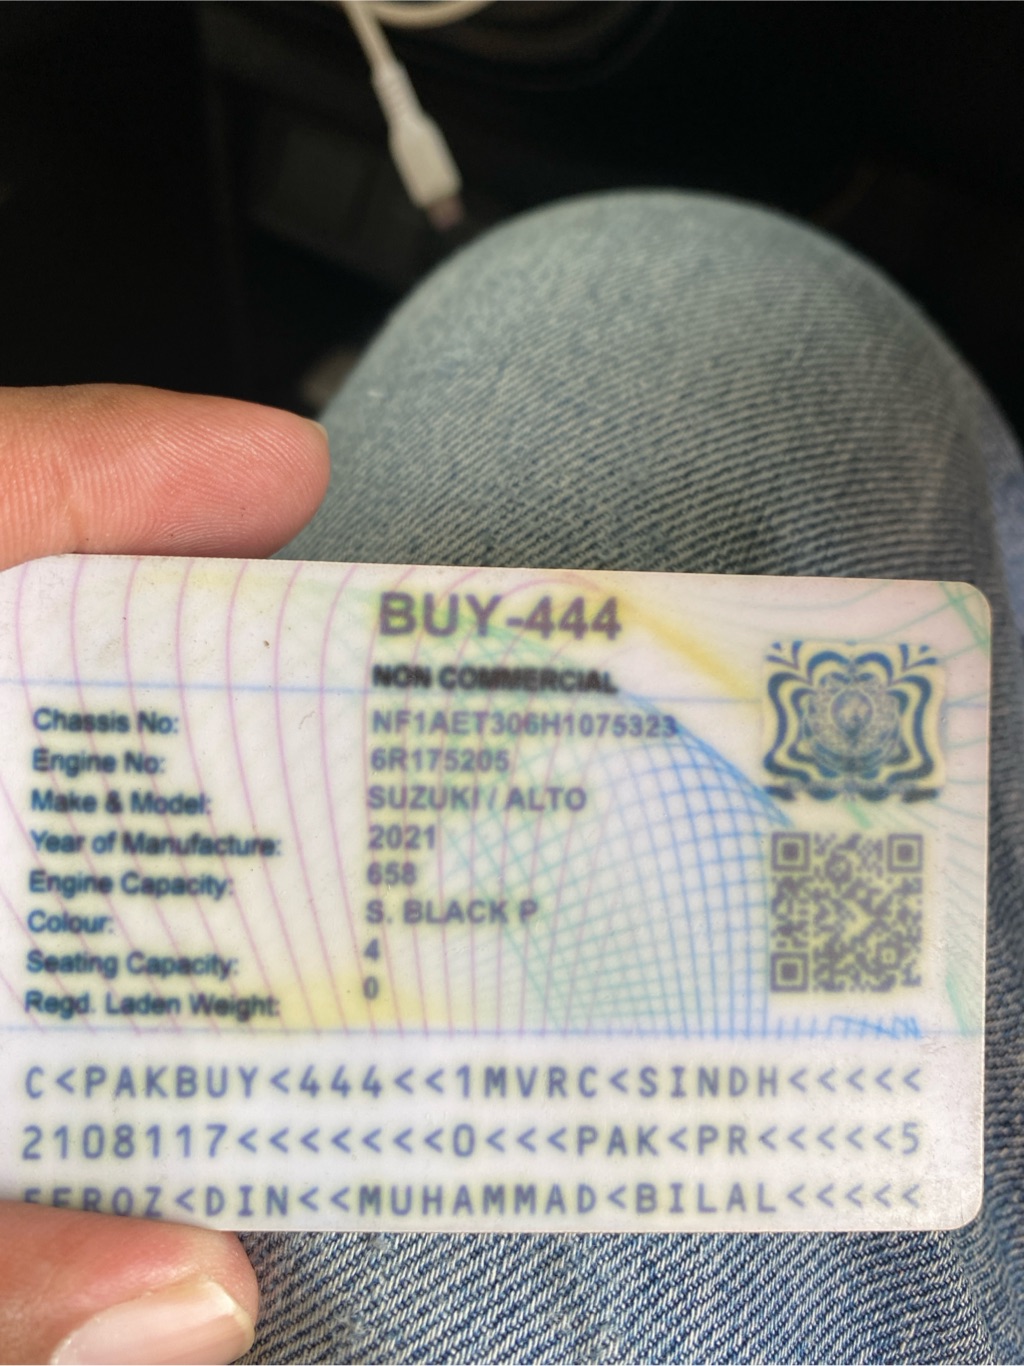 BUY-444
NON COMMERCIAL
Chassis No: NF1AET306H1075323
Engine No: 6R175205
Make & Model: SUZUKI / ALTO
Year of Manufacture: 2021
Engine Capacity: 658
Colour: S. BLACK P
Seating Capacity: 4
Regd. Laden Weight: 0
C<PAKBUY<444<<1MVRC<SINDH<<<<<
2108117<<<<<<<0<<<PAK<PR<<<<<5
FEROZ<DIN<<MUHAMMAD<BILAL<<<<<